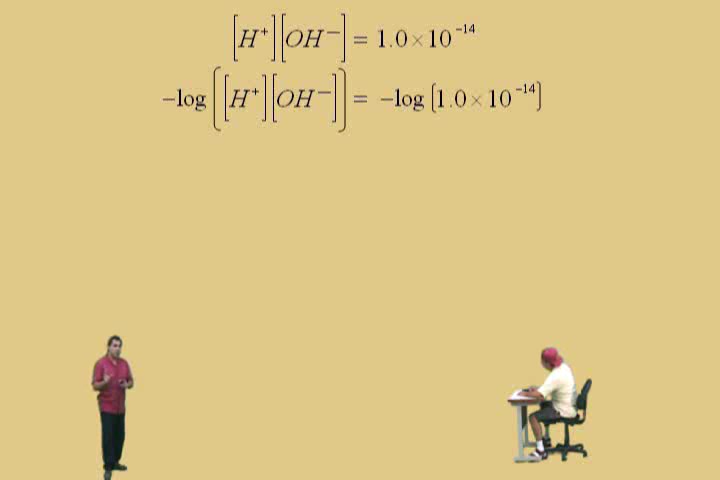 [H⁺][OH⁻] = 1.0×10⁻¹⁴
−log([H⁺][OH⁻]) = −log(1.0×10⁻¹⁴)